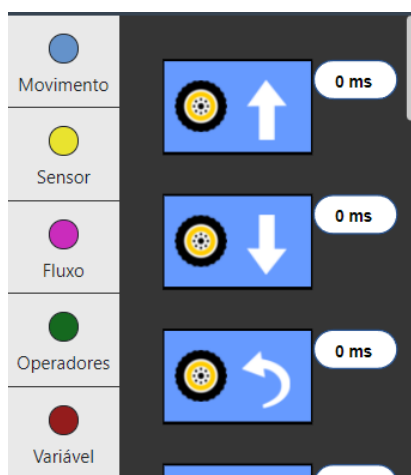 Movimento
Sensor
Fluxo
Operadores
Variável
0 ms
0 ms
0 ms